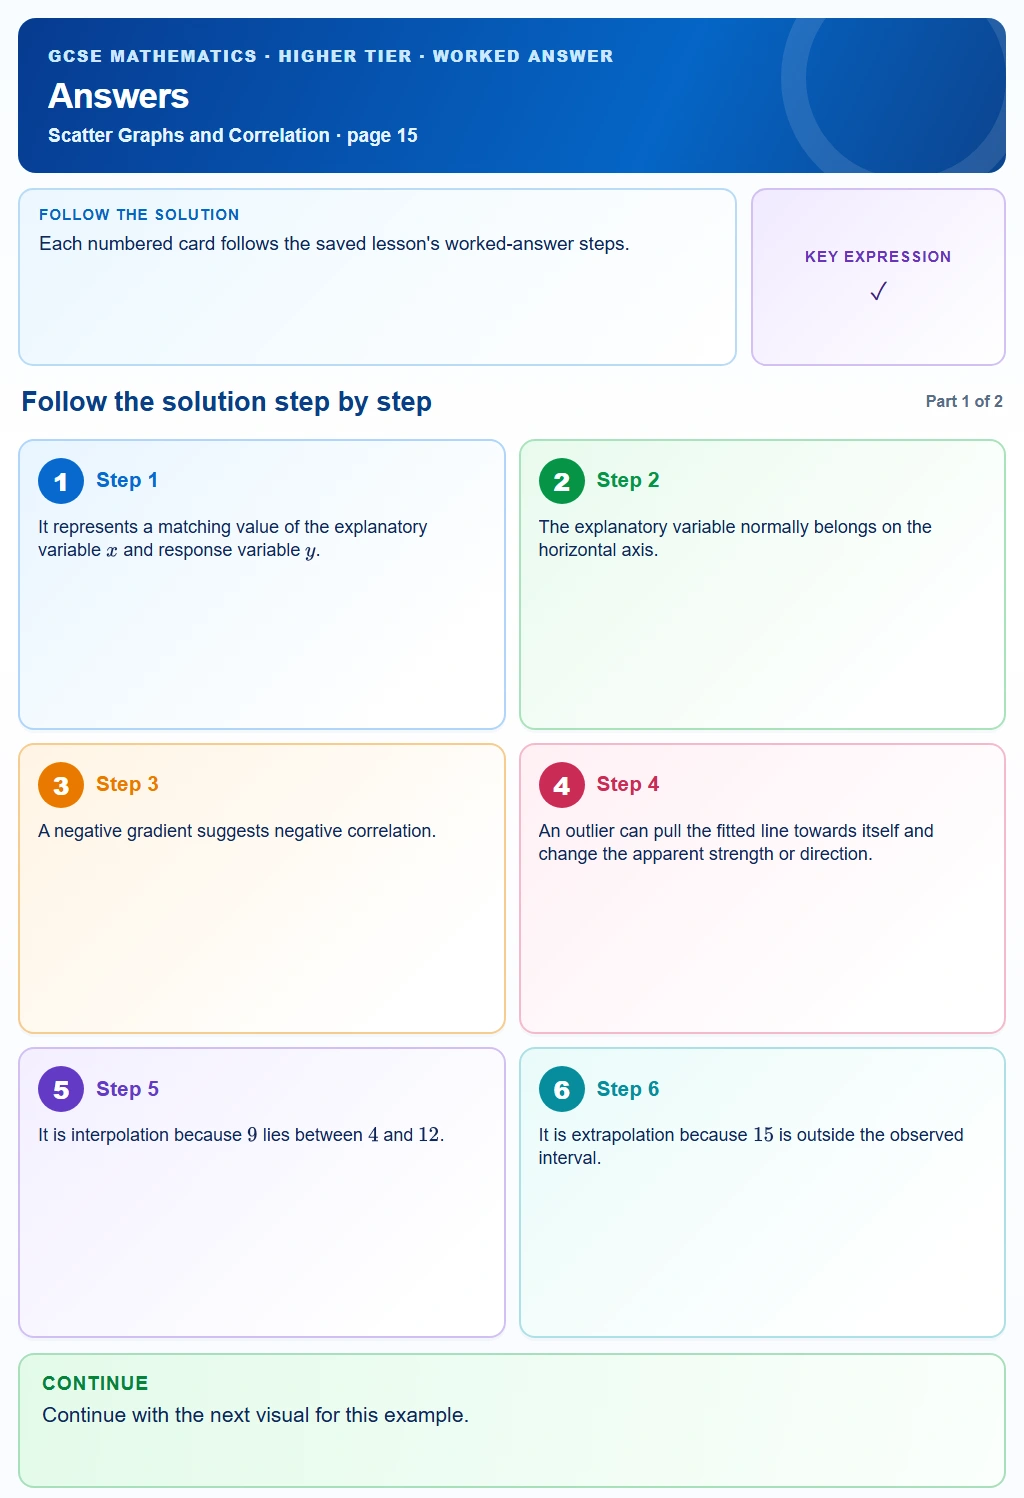 GCSE MATHEMATICS · HIGHER TIER · WORKED ANSWER
Answers
Scatter Graphs and Correlation · page 15
FOLLOW THE SOLUTION
Each numbered card follows the saved lesson's worked-answer steps.
KEY EXPRESSION
✓
Follow the solution step by step
Part 1 of 2
1 Step 1
It represents a matching value of the explanatory
variable x and response variable y.
2 Step 2
The explanatory variable normally belongs on the
horizontal axis.
3 Step 3
A negative gradient suggests negative correlation.
4 Step 4
An outlier can pull the fitted line towards itself and
change the apparent strength or direction.
5 Step 5
It is interpolation because 9 lies between 4 and 12.
6 Step 6
It is extrapolation because 15 is outside the observed
interval.
CONTINUE
Continue with the next visual for this example.